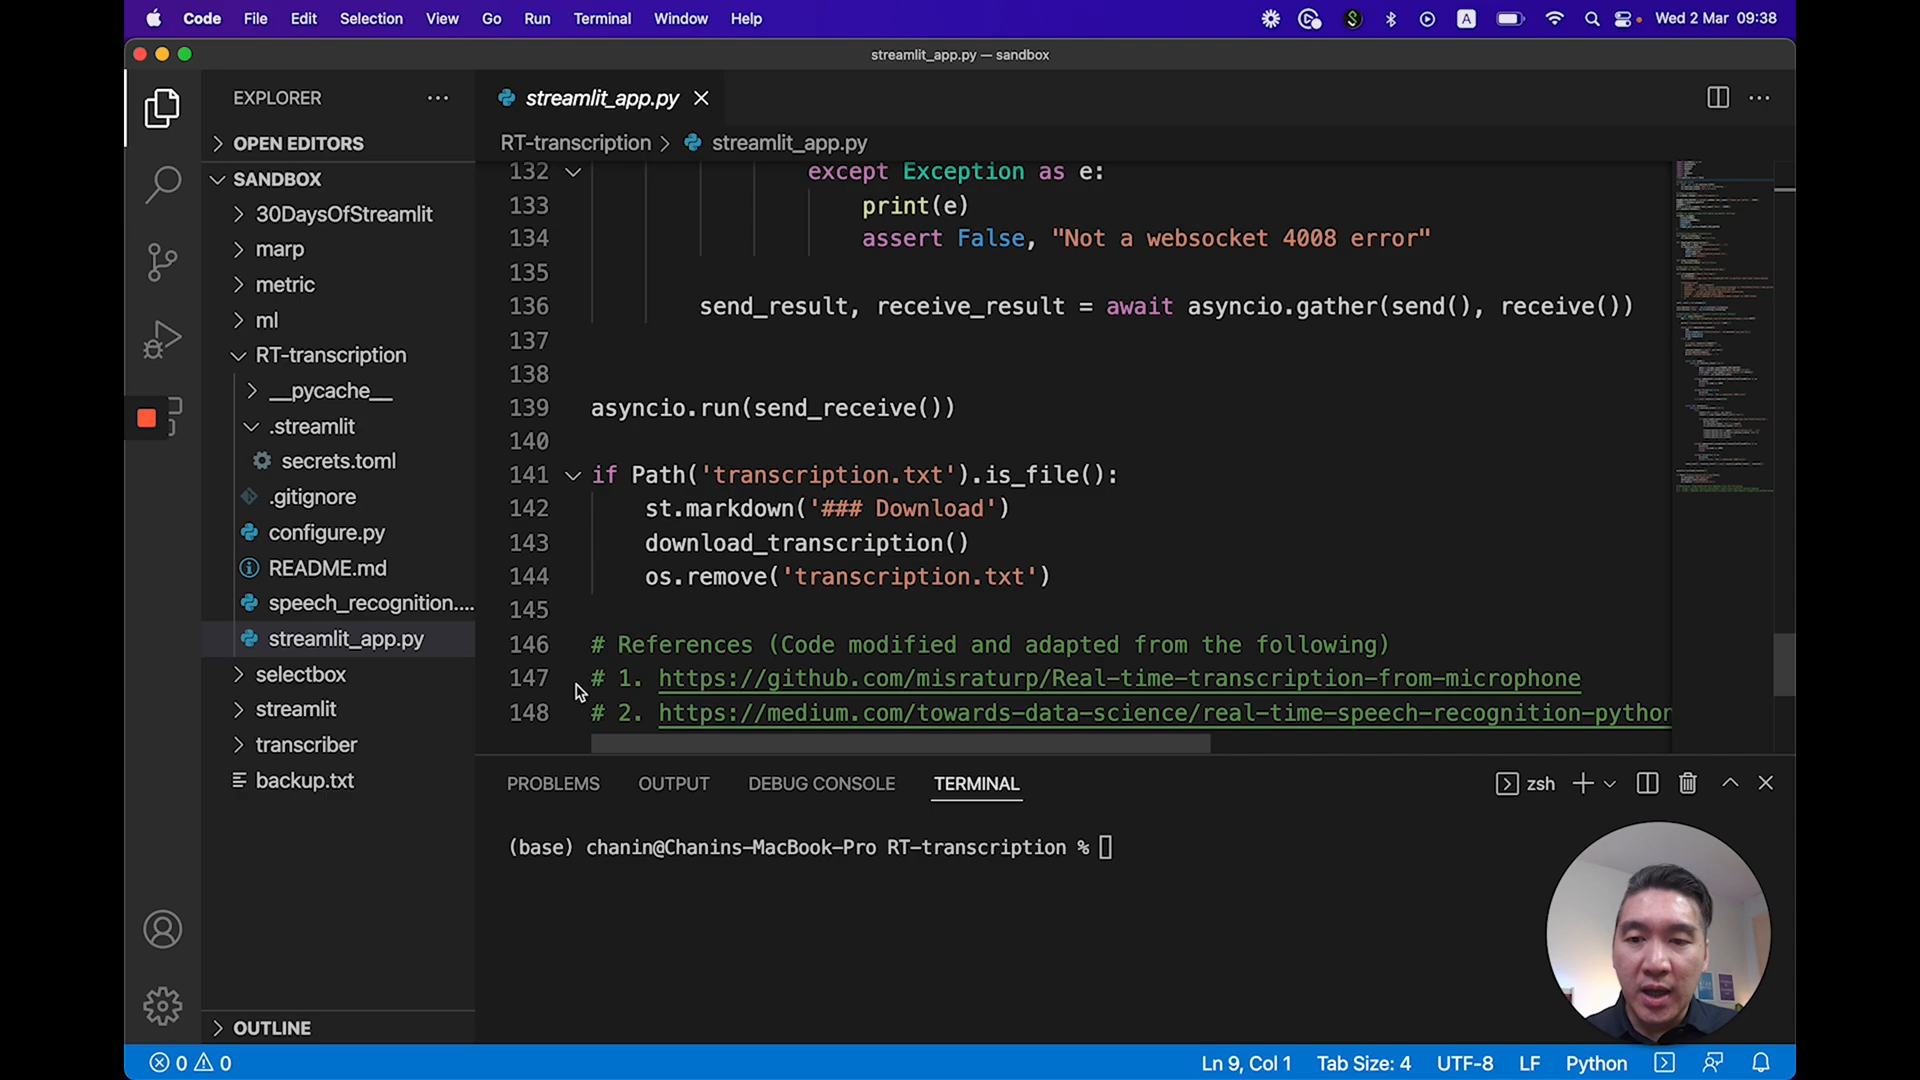 Code File Edit Selection View Go Run Terminal Window Help
A
Wed 2 Mar 09:38
streamlit_app.py — sandbox
EXPLORER
OPEN EDITORS
SANDBOX
30DaysOfStreamlit
marp
metric
ml
RT-transcription
__pycache__
.streamlit
secrets.toml
.gitignore
configure.py
README.md
speech_recognition....
streamlit_app.py
selectbox
streamlit
transcriber
backup.txt
OUTLINE
streamlit_app.py
RT-transcription > streamlit_app.py
132 except Exception as e:
133 print(e)
134 assert False, "Not a websocket 4008 error"
135
136 send_result, receive_result = await asyncio.gather(send(), receive())
137
138
139 asyncio.run(send_receive())
140
141 if Path('transcription.txt').is_file():
142 st.markdown('### Download')
143 download_transcription()
144 os.remove('transcription.txt')
145
146 # References (Code modified and adapted from the following)
147 # 1. https://github.com/misraturp/Real-time-transcription-from-microphone
148 # 2. https://medium.com/towards-data-science/real-time-speech-recognition-python
PROBLEMS OUTPUT DEBUG CONSOLE TERMINAL
zsh
(base) chanin@Chanins-MacBook-Pro RT-transcription %
0 0
Ln 9, Col 1 Tab Size: 4 UTF-8 LF Python